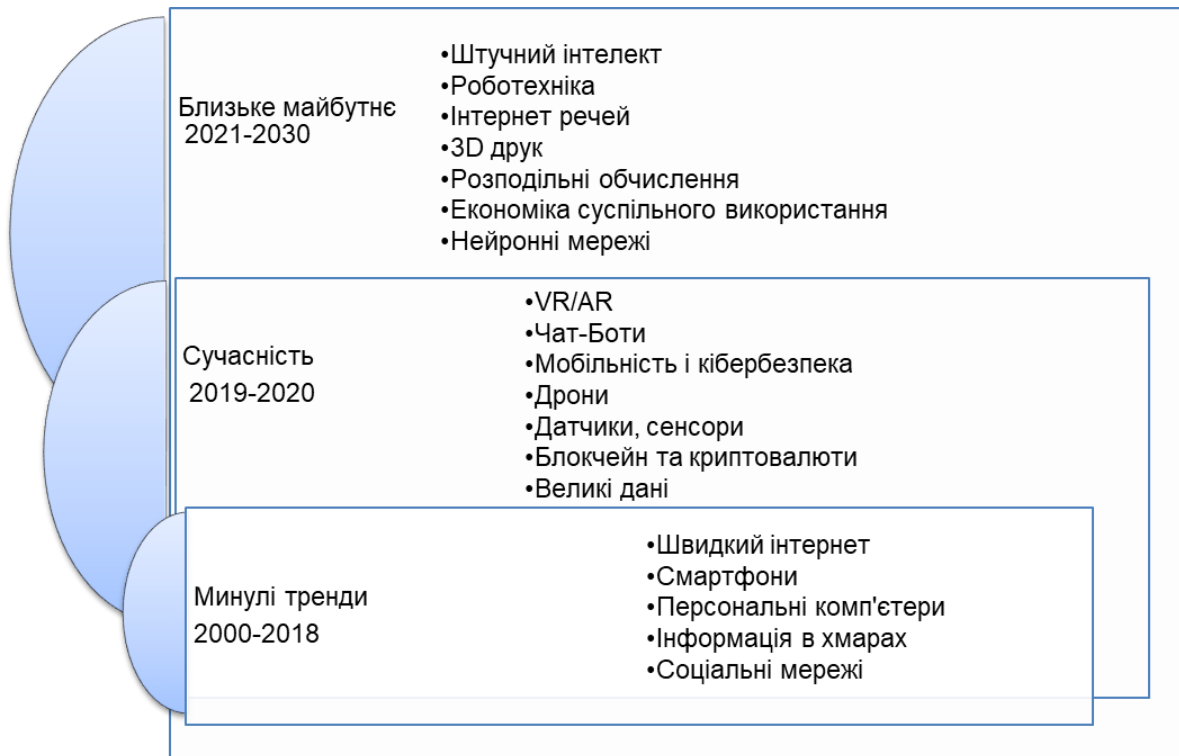 Близьке майбутнє
2021-2030
•Штучний інтелект
•Роботехніка
•Інтернет речей
•3D друк
•Розподільні обчислення
•Економіка суспільного використання
•Нейронні мережі
Сучасність
2019-2020
•VR/AR
•Чат-Боти
•Мобільність і кібербезпека
•Дрони
•Датчики, сенсори
•Блокчейн та криптовалюти
•Великі дані
Минулі тренди
2000-2018
•Швидкий інтернет
•Смартфони
•Персональні комп'єтери
•Інформація в хмарах
•Соціальні мережі